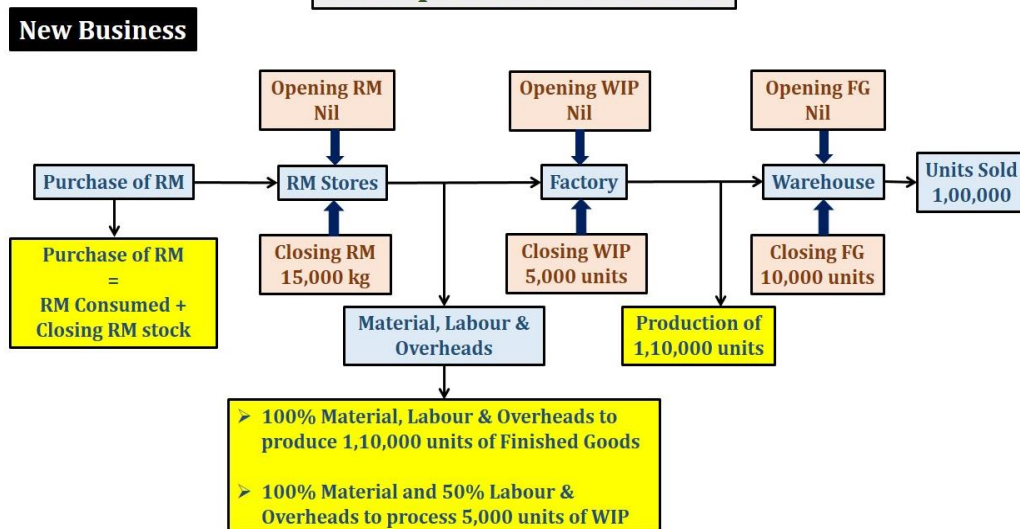 New Business
Opening RM
Nil
Opening WIP
Nil
Opening FG
Nil
Purchase of RM
RM Stores
Factory
Warehouse
Units Sold
1,00,000
Purchase of RM
=
RM Consumed +
Closing RM stock
Closing RM
15,000 kg
Closing WIP
5,000 units
Closing FG
10,000 units
Material, Labour &
Overheads
Production of
1,10,000 units
➢ 100% Material, Labour & Overheads to
produce 1,10,000 units of Finished Goods
➢ 100% Material and 50% Labour &
Overheads to process 5,000 units of WIP